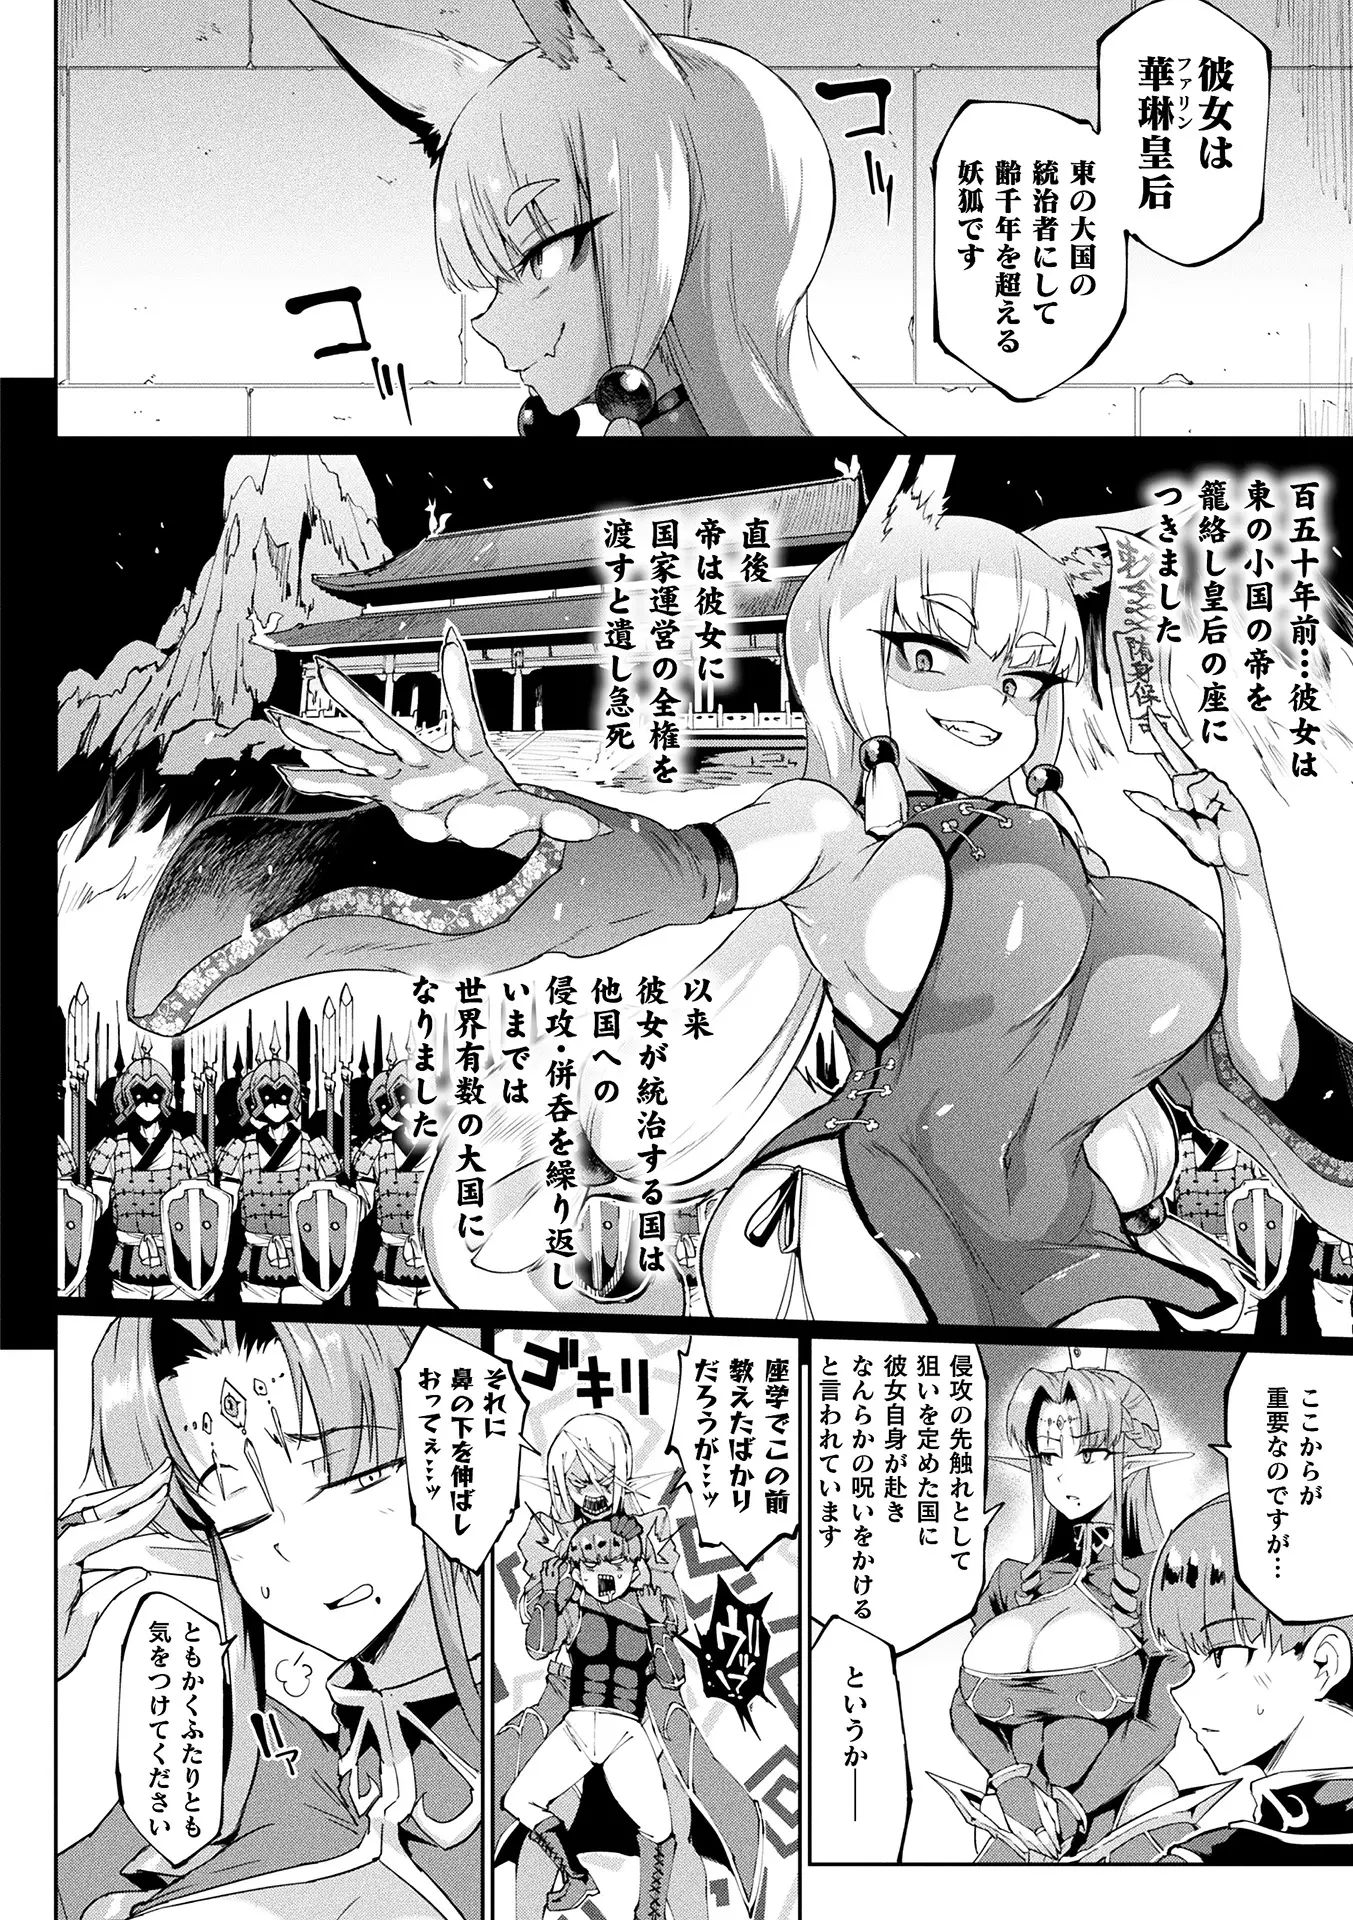 彼女は
華琳皇后
ファリン
東の大国の
統治者にして
齢千年を超える
妖狐です
コツ
コツ
百五十年前…彼女は
東の小国の帝を
籠絡し皇后の座に
つきました
直後
帝は彼女に
国家運営の全権を
渡すと遺し急死
以来
彼女が統治する国は
他国への
侵攻・併呑を繰り返し
いまでは
世界有数の大国に
なりました
ここからが
重要なのですが…
侵攻の先触れとして
狙いを定めた国に
彼女自身が赴き
なんらかの呪いをかける
と言われています
というか――
座学でこの前
教えたばかり
だろうが…ッ
ゴキリ
それに
鼻の下を伸ばし
おってぇ…ッ
ともかくふたりとも
気をつけてください